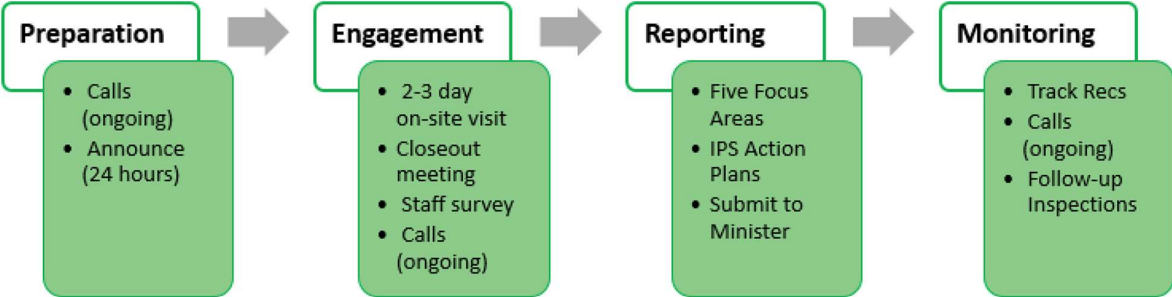 Preparation
• Calls
(ongoing)
• Announce
(24 hours)
Engagement
• 2-3 day
on-site visit
• Closeout
meeting
• Staff survey
• Calls
(ongoing)
Reporting
• Five Focus
Areas
• IPS Action
Plans
• Submit to
Minister
Monitoring
• Track Recs
• Calls
(ongoing)
• Follow-up
Inspections